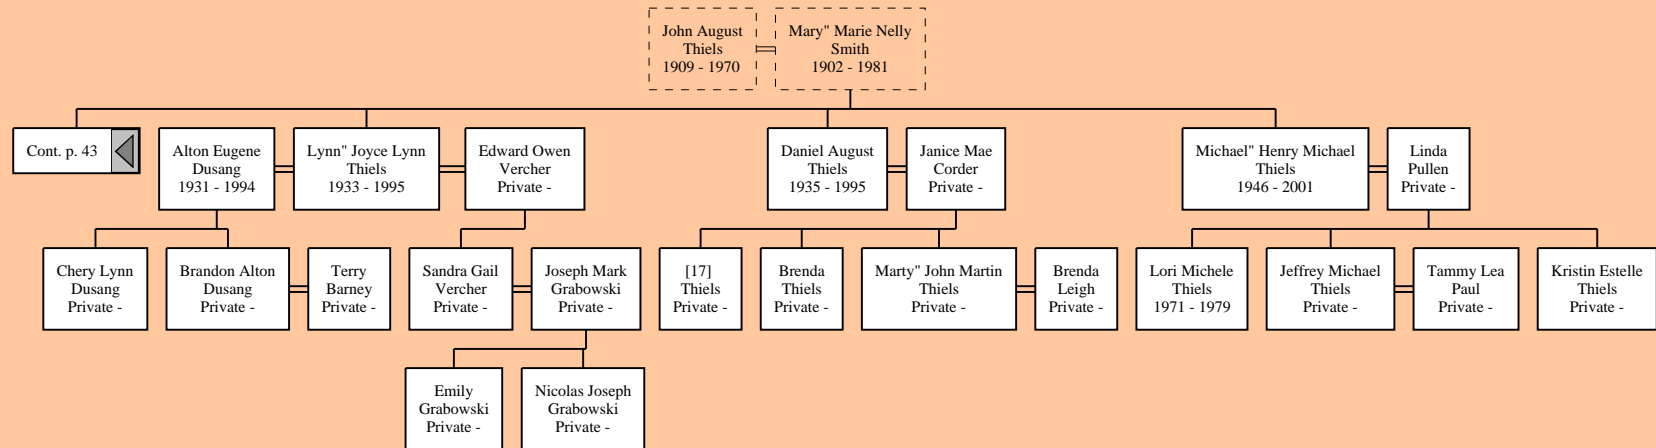 John August
Thiels
1909 - 1970
Mary" Marie Nelly
Smith
1902 - 1981
Cont. p. 43
Alton Eugene
Dusang
1931 - 1994
Lynn" Joyce Lynn
Thiels
1933 - 1995
Edward Owen
Vercher
Private -
Daniel August
Thiels
1935 - 1995
Janice Mae
Corder
Private -
Michael" Henry Michael
Thiels
1946 - 2001
Linda
Pullen
Private -
Chery Lynn
Dusang
Private -
Brandon Alton
Dusang
Private -
Terry
Barney
Private -
Sandra Gail
Vercher
Private -
Joseph Mark
Grabowski
Private -
[17]
Thiels
Private -
Brenda
Thiels
Private -
Marty" John Martin
Thiels
Private -
Brenda
Leigh
Private -
Lori Michele
Thiels
1971 - 1979
Jeffrey Michael
Thiels
Private -
Tammy Lea
Paul
Private -
Kristin Estelle
Thiels
Private -
Emily
Grabowski
Private -
Nicolas Joseph
Grabowski
Private -